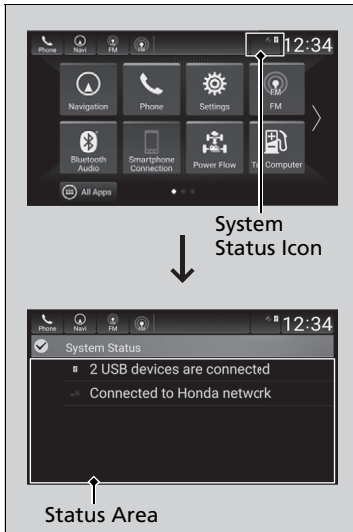 Phone Navi FM 12:34
FM
Navigation Phone Settings FM
Bluetooth Audio Smartphone Connection Power Flow Computer
All Apps
System
Status Icon
Phone Navi FM 12:34
System Status
2 USB devices are connected
Connected to Honda network
Status Area